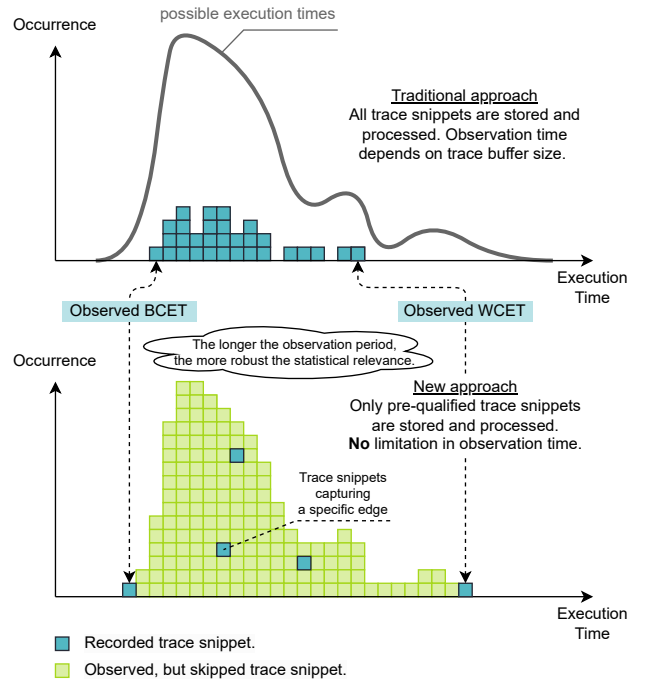 possible execution times
Occurrence
Traditional approach
All trace snippets are stored and
processed. Observation time
depends on trace buffer size.
Execution
Time
Observed BCET
Observed WCET
The longer the observation period,
the more robust the statistical relevance.
Occurrence
New approach
Only pre-qualified trace snippets
are stored and processed.
No limitation in observation time.
Trace snippets
capturing
a specific edge
Execution
Time
Recorded trace snippet.
Observed, but skipped trace snippet.